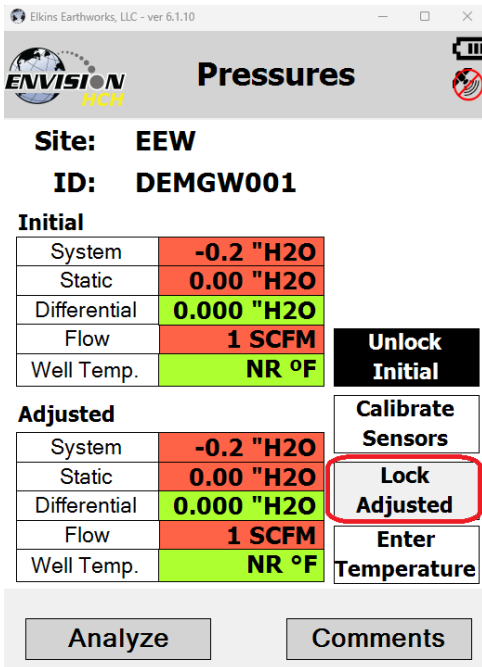 Elkins Earthworks, LLC - ver 6.1.10
ENVISION
HCH
Pressures
Site: EEW
ID: DEMGW001
Initial
System -0.2 "H2O
Static 0.00 "H2O
Differential 0.000 "H2O
Flow 1 SCFM
Well Temp. NR ºF
Unlock
Initial
Adjusted
System -0.2 "H2O
Static 0.00 "H2O
Differential 0.000 "H2O
Flow 1 SCFM
Well Temp. NR °F
Calibrate
Sensors
Lock
Adjusted
Enter
Temperature
Analyze
Comments